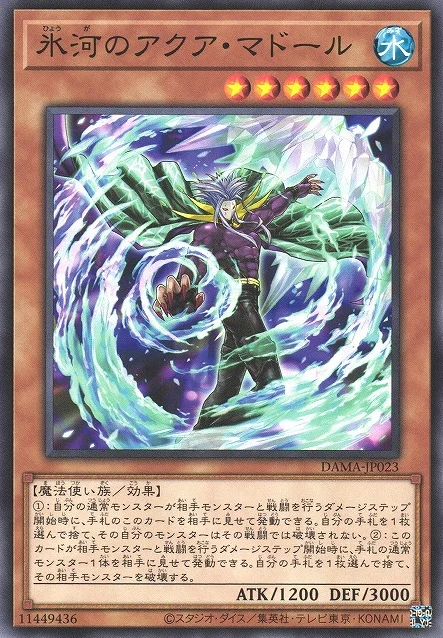 氷河のアクア・マドール
水
DAMA-JP023
【魔法使い族／効果】
①：自分の通常モンスターが相手モンスターと戦闘を行うダメージステップ
開始時に、手札のこのカードを相手に見せて発動できる。自分の手札を１枚
選んで捨て、その自分のモンスターはその戦闘では破壊されない。②：この
カードが相手モンスターと戦闘を行うダメージステップ開始時に、手札の通常
モンスター１体を相手に見せて発動できる。自分の手札を１枚選んで捨て、
その相手モンスターを破壊する。
ATK/1200 DEF/3000
11449436 ©スタジオ・ダイス／集英社・テレビ東京・KONAMI